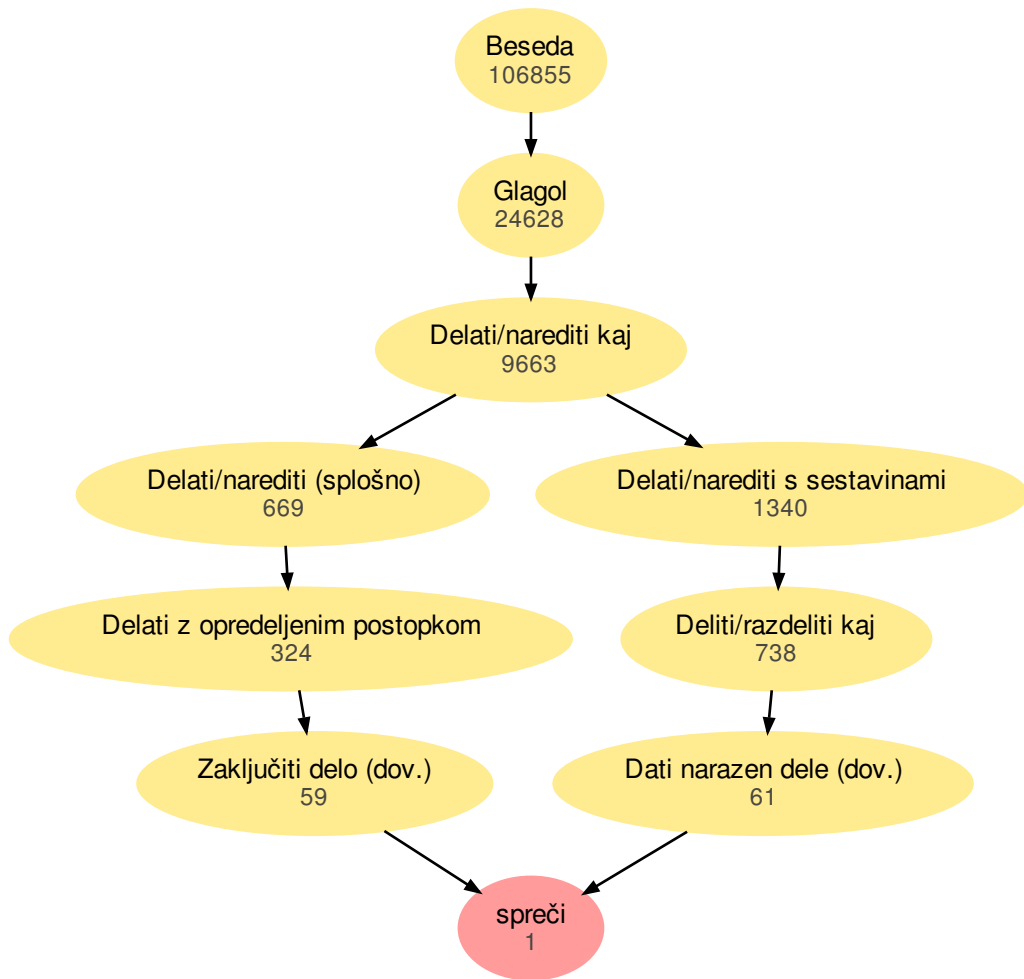 Beseda
106855
Glagol
24628
Delati/narediti kaj
9663
Delati/narediti (splošno)
669
Delati/narediti s sestavinami
1340
Delati z opredeljenim postopkom
324
Deliti/razdeliti kaj
738
Zaključiti delo (dov.)
59
Dati narazen dele (dov.)
61
spreči
1